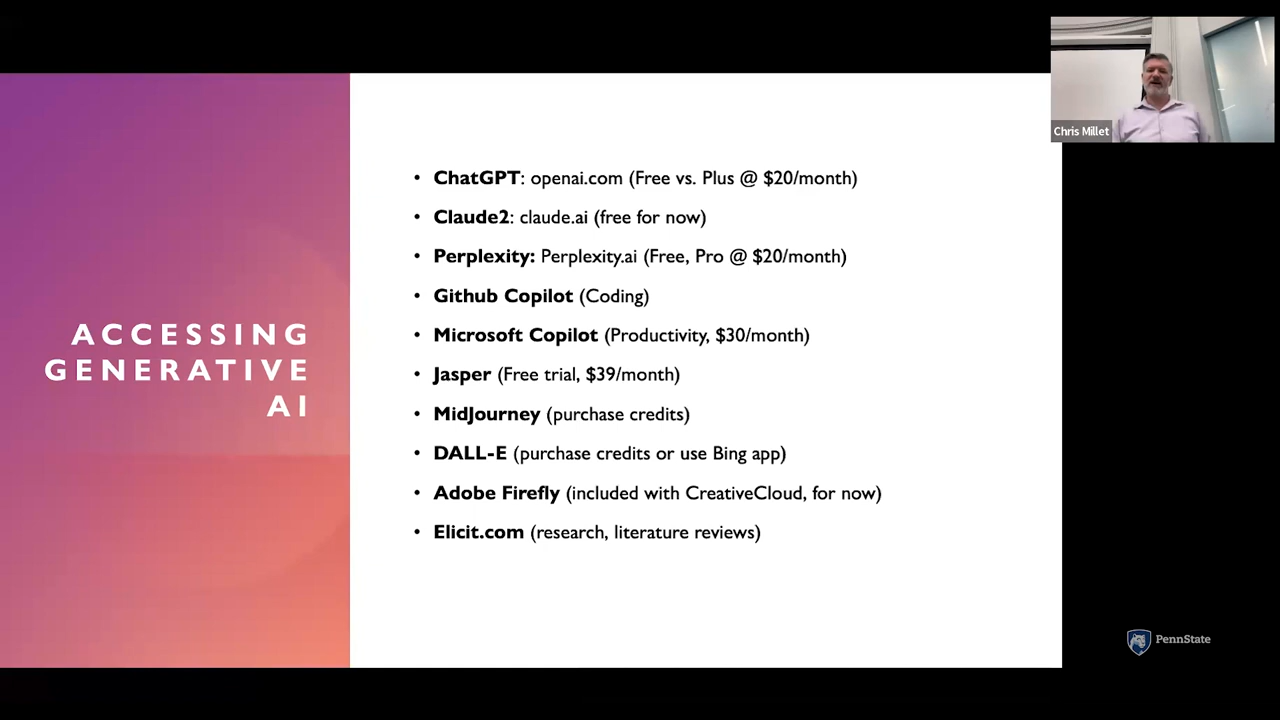 Chris Millet
ACCESSING
GENERATIVE
AI
• ChatGPT: openai.com (Free vs. Plus @ $20/month)
• Claude2: claude.ai (free for now)
• Perplexity: Perplexity.ai (Free, Pro @ $20/month)
• Github Copilot (Coding)
• Microsoft Copilot (Productivity, $30/month)
• Jasper (Free trial, $39/month)
• MidJourney (purchase credits)
• DALL-E (purchase credits or use Bing app)
• Adobe Firefly (included with CreativeCloud, for now)
• Elicit.com (research, literature reviews)
PennState